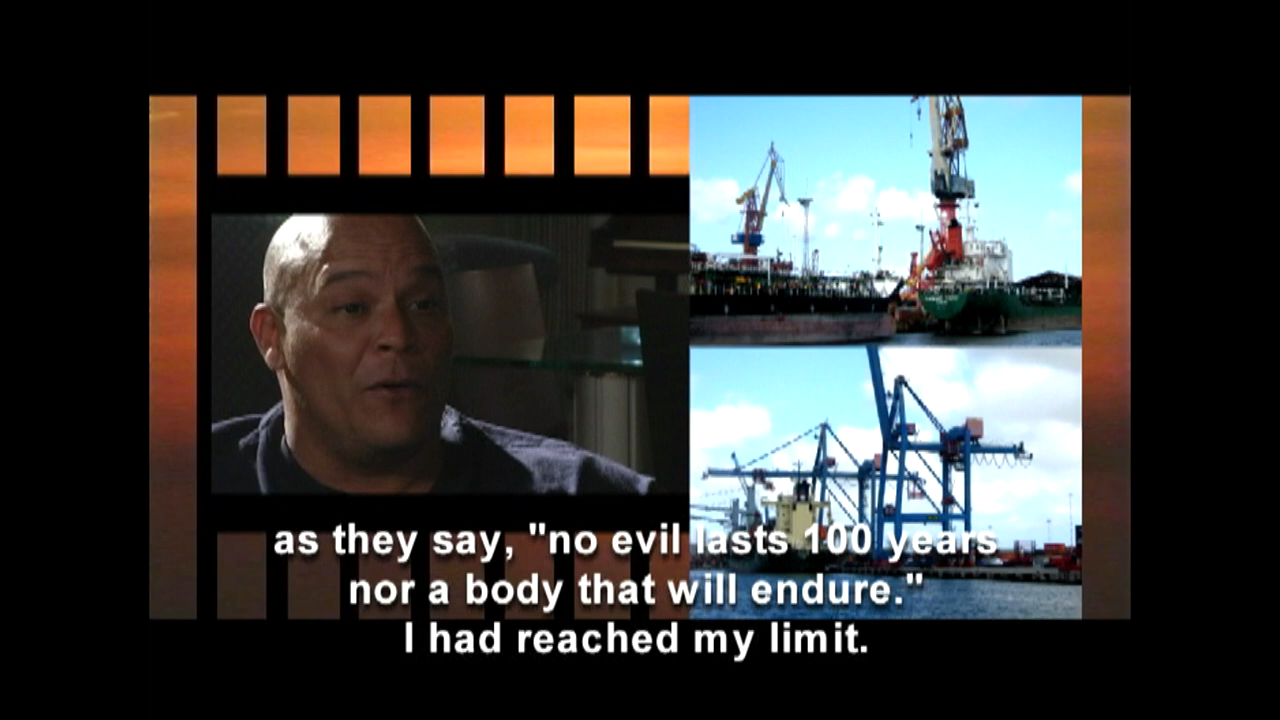 as they say, "no evil lasts 100 years
nor a body that will endure."
I had reached my limit.